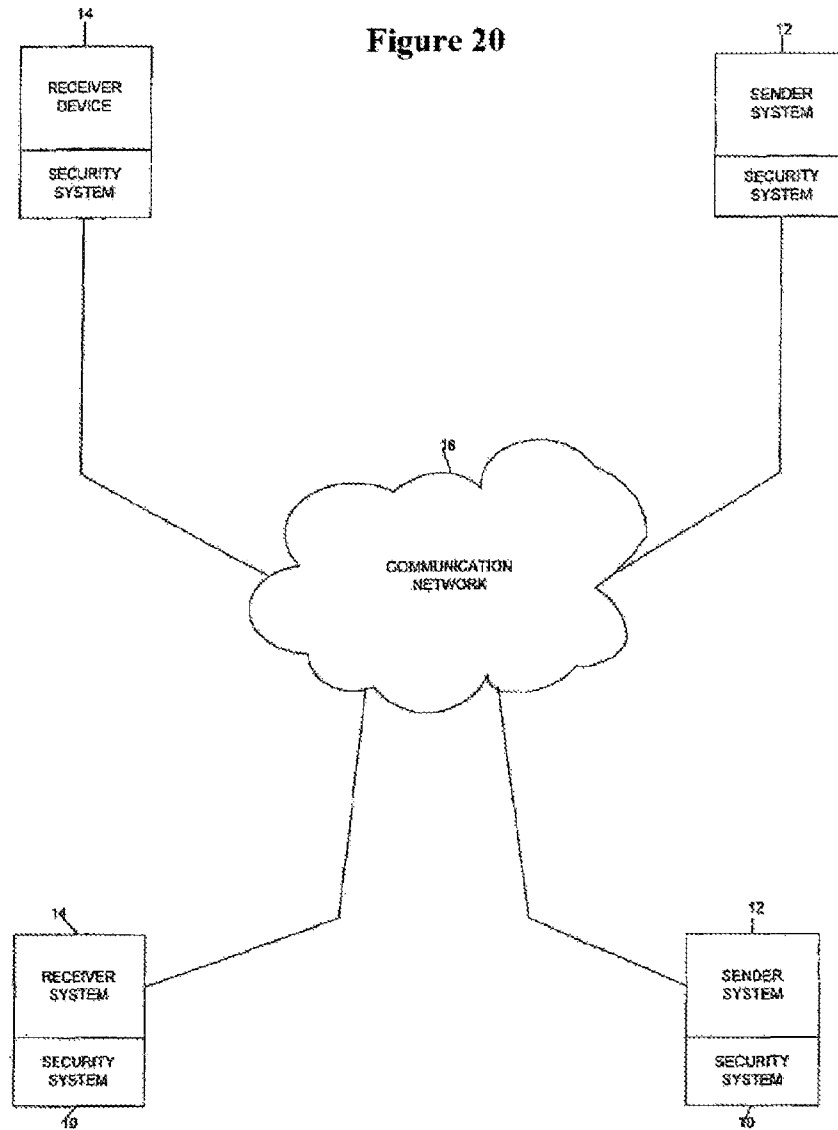 Figure 20
14
RECEIVER
DEVICE
SECURITY
SYSTEM
12
SENDER
SYSTEM
SECURITY
SYSTEM
16
COMMUNICATION
NETWORK
14
RECEIVER
SYSTEM
SECURITY
SYSTEM
10
12
SENDER
SYSTEM
SECURITY
SYSTEM
10